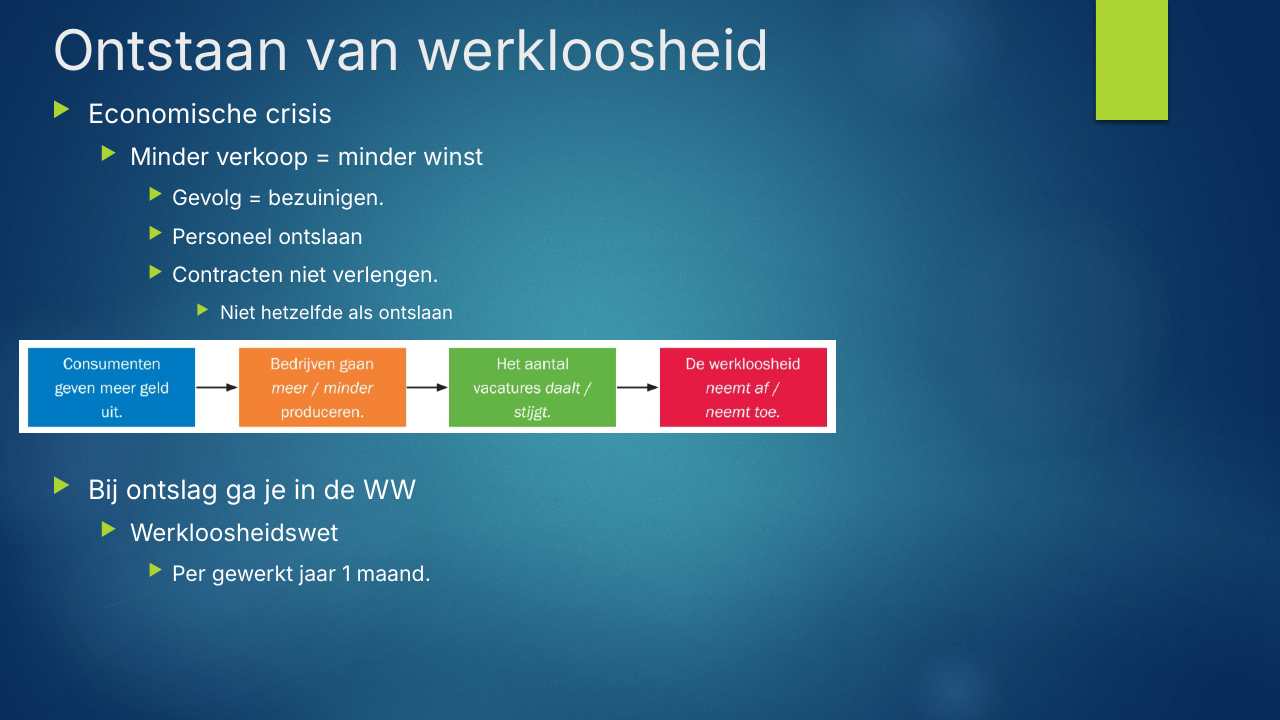 Ontstaan van werkloosheid
Economische crisis
Minder verkoop = minder winst
Gevolg = bezuinigen.
Personeel ontslaan
Contracten niet verlengen.
Niet hetzelfde als ontslaan
Consumenten
geven meer geld
uit.
Bedrijven gaan
meer / minder
produceren.
Het aantal
vacatures daalt /
stijgt.
De werkloosheid
neemt af /
neemt toe.
Bij ontslag ga je in de WW
Werkloosheidswet
Per gewerkt jaar 1 maand.